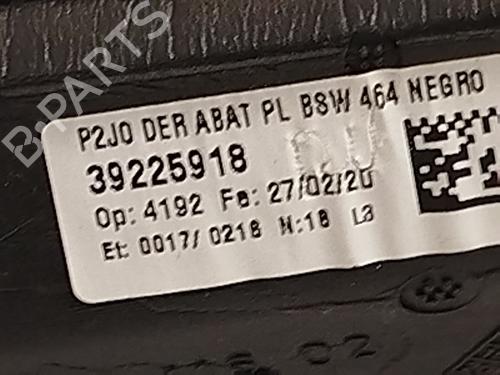 B-PARTS
P2JO DER ABAT PL BSW 464 NEGRO
39225918
Op: 4192 Fe: 27/02/20
Et: 0017/ 0218 N:18 L3